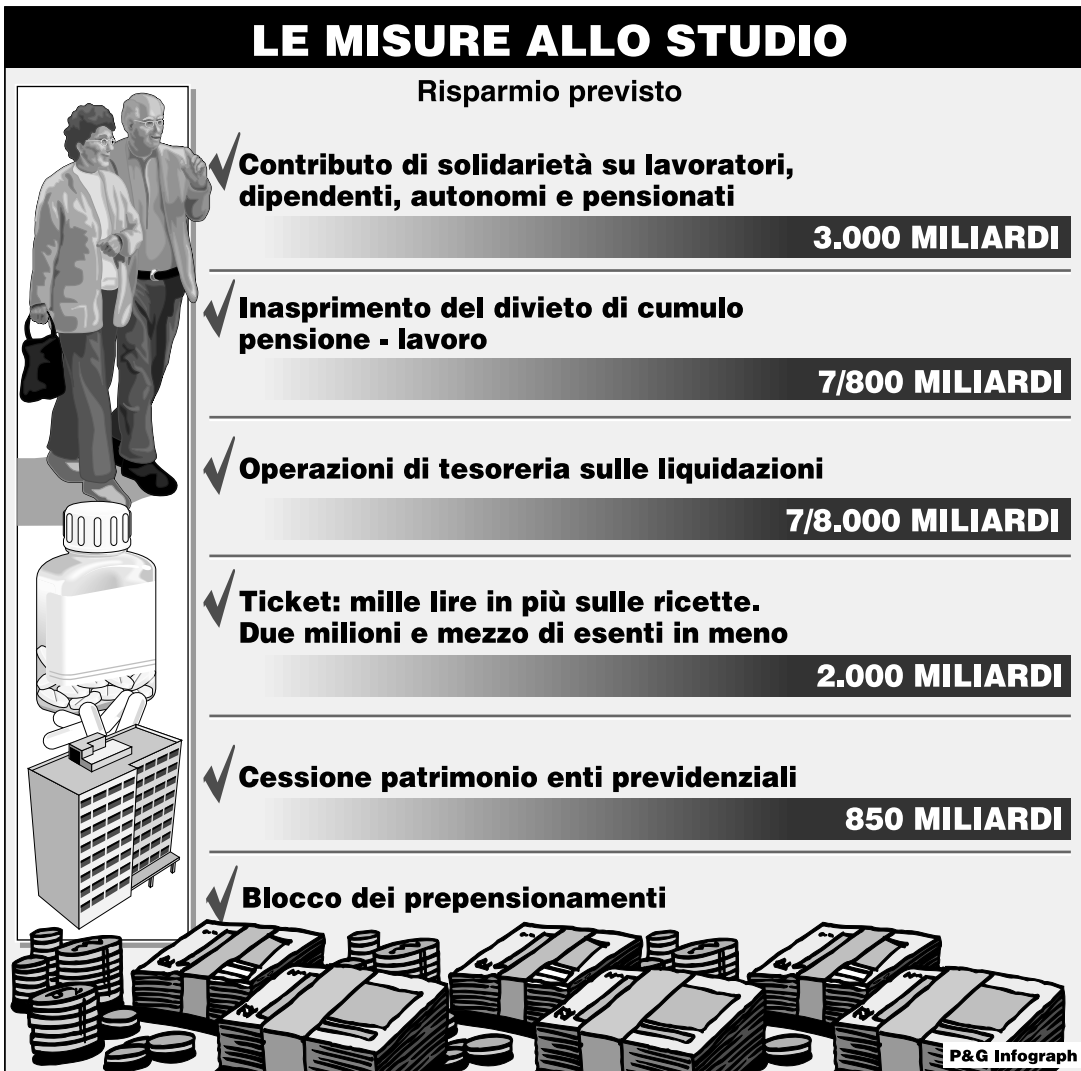 LE MISURE ALLO STUDIO
Risparmio previsto
Contributo di solidarietà su lavoratori,
dipendenti, autonomi e pensionati
3.000 MILIARDI
Inasprimento del divieto di cumulo
pensione - lavoro
7/800 MILIARDI
Operazioni di tesoreria sulle liquidazioni
7/8.000 MILIARDI
Ticket: mille lire in più sulle ricette.
Due milioni e mezzo di esenti in meno
2.000 MILIARDI
Cessione patrimonio enti previdenziali
850 MILIARDI
Blocco dei prepensionamenti
P&G Infograph